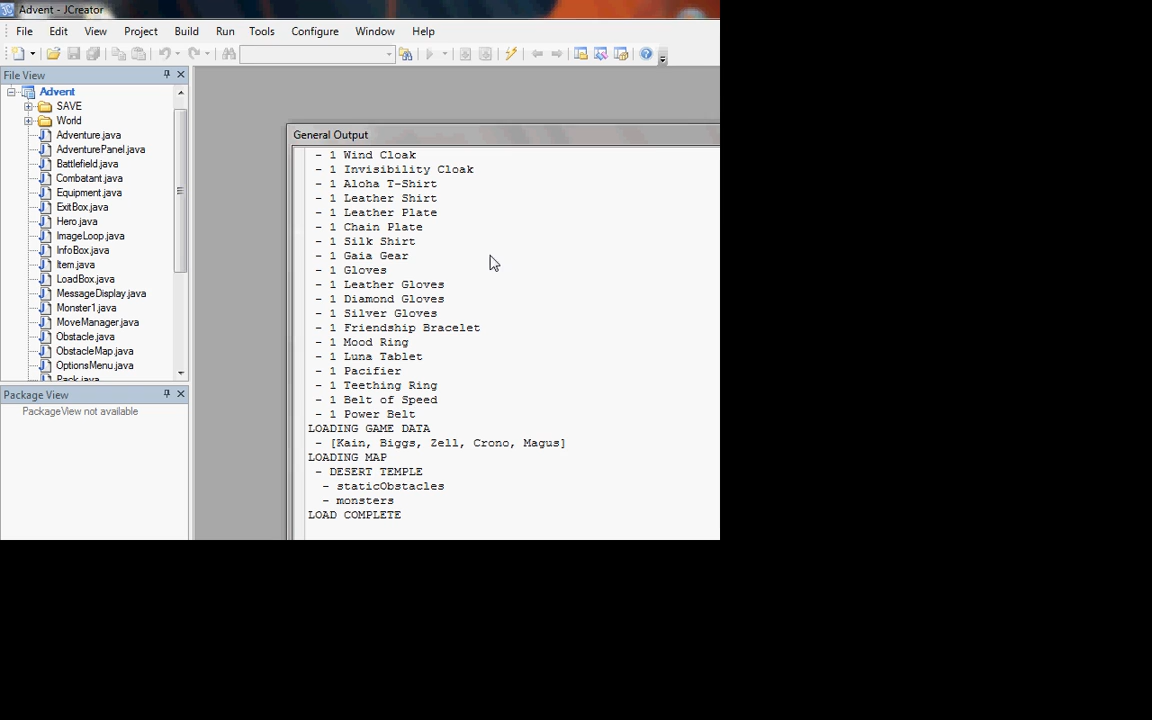 Advent - JCreator
File Edit View Project Build Run Tools Configure Window Help
File View
Advent
SAVE
World
Adventure.java
AdventurePanel.java
Battlefield.java
Combatant.java
Equipment.java
ExitBox.java
Hero.java
ImageLoop.java
InfoBox.java
Item.java
LoadBox.java
MessageDisplay.java
Monster1.java
MoveManager.java
Obstacle.java
ObstacleMap.java
OptionsMenu.java
Pack.java
Package View
PackageView not available
General Output
- 1 Wind Cloak
- 1 Invisibility Cloak
- 1 Aloha T-Shirt
- 1 Leather Shirt
- 1 Leather Plate
- 1 Chain Plate
- 1 Silk Shirt
- 1 Gaia Gear
- 1 Gloves
- 1 Leather Gloves
- 1 Diamond Gloves
- 1 Silver Gloves
- 1 Friendship Bracelet
- 1 Mood Ring
- 1 Luna Tablet
- 1 Pacifier
- 1 Teething Ring
- 1 Belt of Speed
- 1 Power Belt
LOADING GAME DATA
- [Kain, Biggs, Zell, Crono, Magus]
LOADING MAP
- DESERT TEMPLE
- staticObstacles
- monsters
LOAD COMPLETE